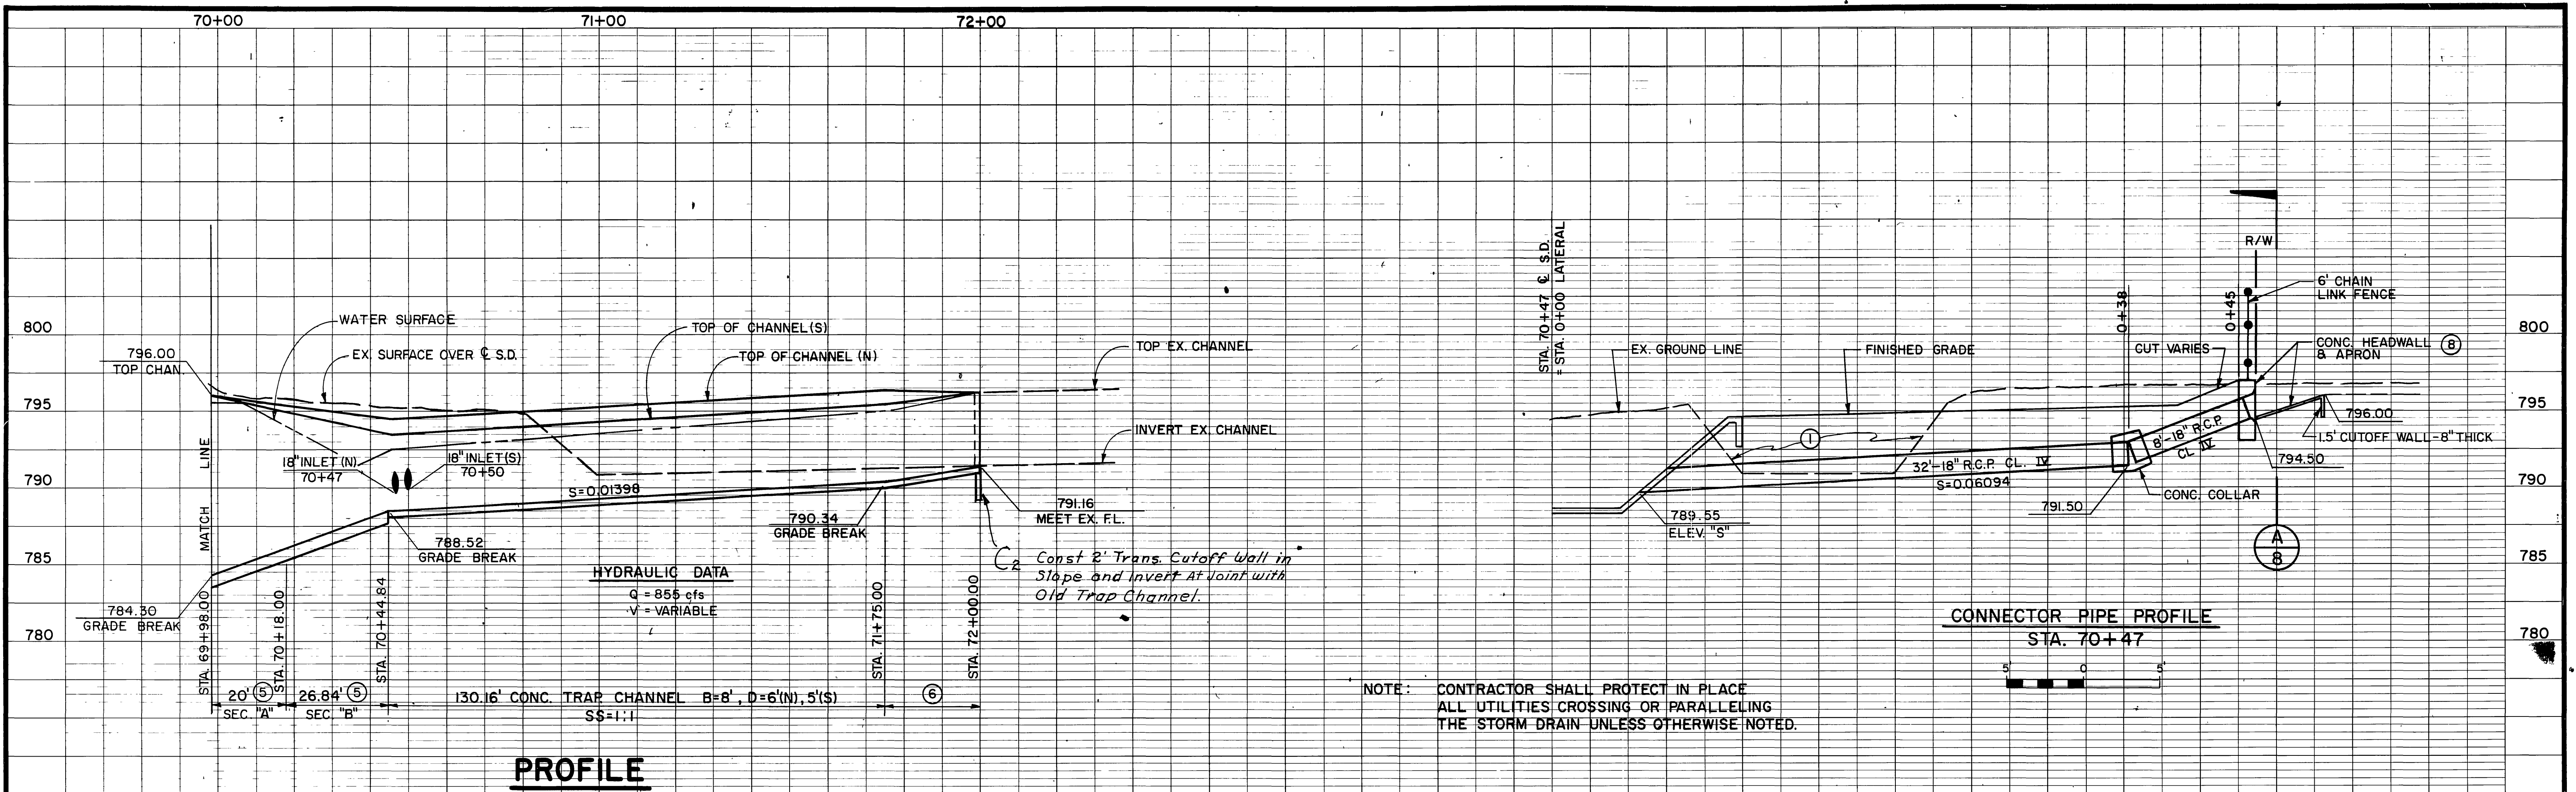 70+00
71+00
72+00
800
795
790
785
780
796.00
TOP CHAN.
WATER SURFACE
EX. SURFACE OVER ℄ S.D.
TOP OF CHANNEL(S)
TOP OF CHANNEL (N)
TOP EX. CHANNEL
INVERT EX. CHANNEL
MATCH LINE
18" INLET (N)
70+47
18" INLET(S)
70+50
S=0.01398
788.52
GRADE BREAK
790.34
GRADE BREAK
791.16
MEET EX. F.L.
784.30
GRADE BREAK
C2 Const 2' Trans. Cutoff Wall in
Slope and Invert At Joint with
Old Trap Channel.
HYDRAULIC DATA
Q = 855 cfs
V = VARIABLE
STA. 69+98.00
STA. 70+18.00
STA. 70+44.84
STA. 71+75.00
STA. 72+00.00
20' 5
SEC. "A"
26.84' 5
SEC. "B"
130.16' CONC. TRAP. CHANNEL B=8', D=6'(N), 5'(S)
SS=1:1
6
PROFILE
STA. 70+47 ℄ S.D.
= STA. 0+00 LATERAL
EX. GROUND LINE
FINISHED GRADE
CUT VARIES
0+38
0+45
R/W
6' CHAIN
LINK FENCE
CONC. HEADWALL 8
& APRON
1
32'-18" R.C.P. CL. IV
S=0.06094
8'-18" R.C.P.
CL IV
796.00
1.5' CUTOFF WALL-8" THICK
794.50
CONC. COLLAR
791.50
789.55
ELEV. "S"
A
8
800
795
790
785
780
CONNECTOR PIPE PROFILE
STA. 70+47
5' 0 5'
NOTE: CONTRACTOR SHALL PROTECT IN PLACE
ALL UTILITIES CROSSING OR PARALLELING
THE STORM DRAIN UNLESS OTHERWISE NOTED.